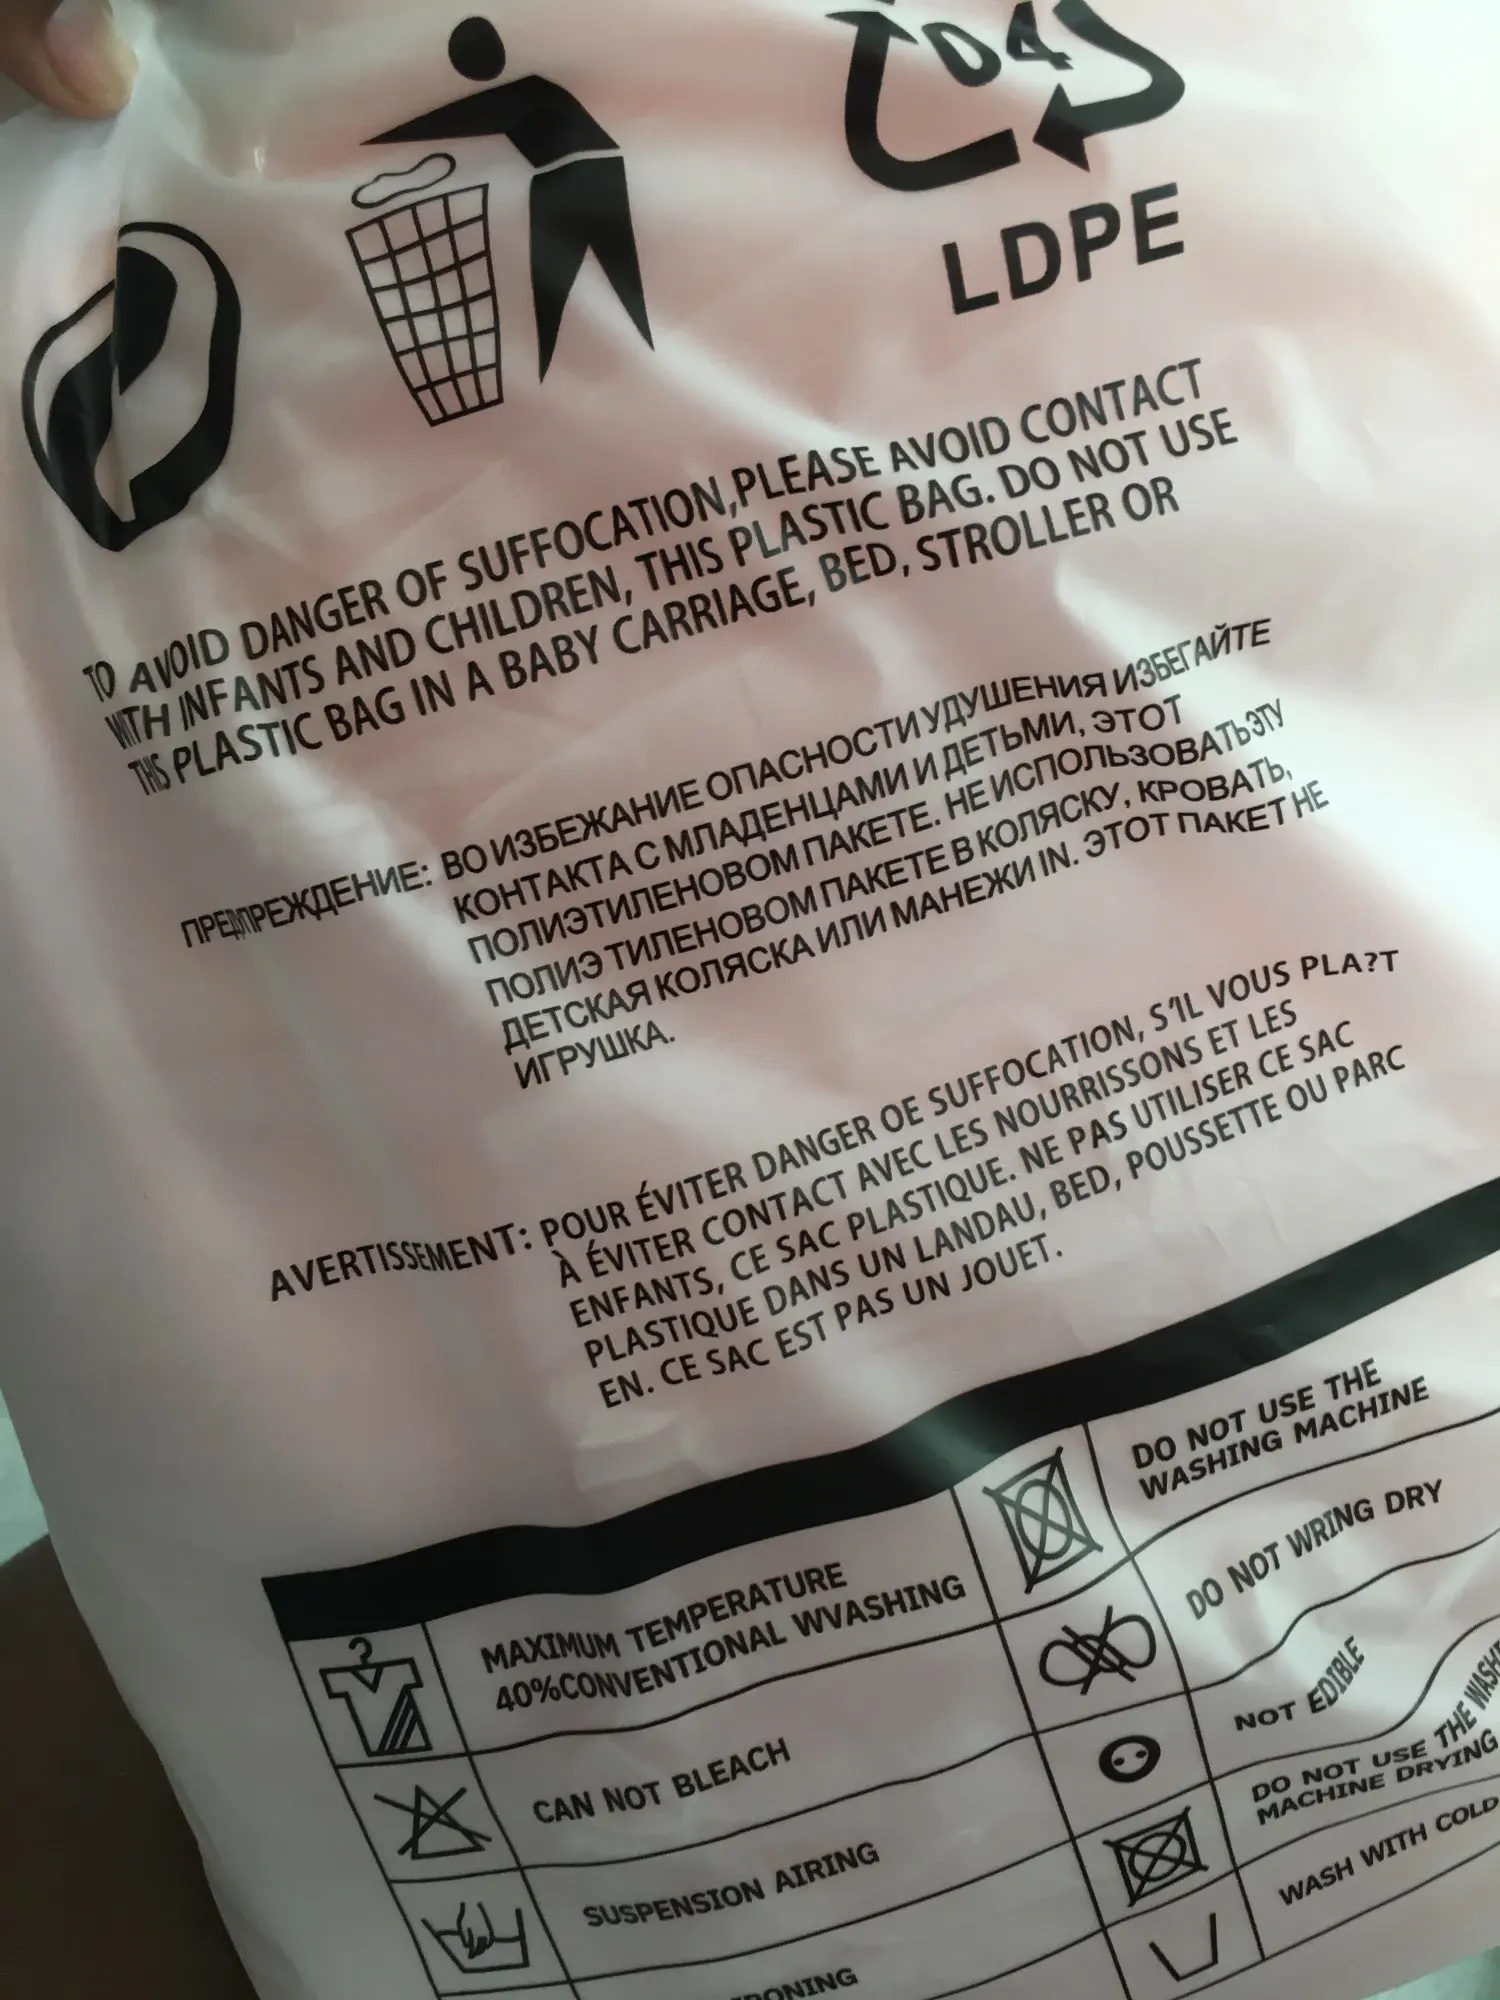 04
LDPE
TO AVOID DANGER OF SUFFOCATION,PLEASE AVOID CONTACT
WITH INFANTS AND CHILDREN, THIS PLASTIC BAG. DO NOT USE
THIS PLASTIC BAG IN A BABY CARRIAGE, BED, STROLLER OR
ПРЕДУПРЕЖДЕНИЕ: ВО ИЗБЕЖАНИЕ ОПАСНОСТИ УДУШЕНИЯ ИЗБЕГАЙТЕ
КОНТАКТА С МЛАДЕНЦАМИ И ДЕТЬМИ, ЭТОТ
ПОЛИЭТИЛЕНОВОМ ПАКЕТЕ. НЕ ИСПОЛЬЗОВАТЬ ЭТУ
ПОЛИЭТИЛЕНОВОМ ПАКЕТЕ В КОЛЯСКУ, КРОВАТЬ,
ДЕТСКАЯ КОЛЯСКА ИЛИ МАНЕЖИ IN. ЭТОТ ПАКЕТ НЕ
ИГРУШКА.
AVERTISSEMENT: POUR ÉVITER DANGER OE SUFFOCATION, S'IL VOUS PLA?T
À ÉVITER CONTACT AVEC LES NOURRISSONS ET LES
ENFANTS, CE SAC PLASTIQUE. NE PAS UTILISER CE SAC
PLASTIQUE DANS UN LANDAU, BED, POUSSETTE OU PARC
EN. CE SAC EST PAS UN JOUET.
MAXIMUM TEMPERATURE
40%CONVENTIONAL WVASHING
CAN NOT BLEACH
SUSPENSION AIRING
DO NOT USE THE
WASHING MACHINE
DO NOT WRING DRY
NOT EDIBLE
DO NOT USE THE
MACHINE DRYING
WASH WITH COLD